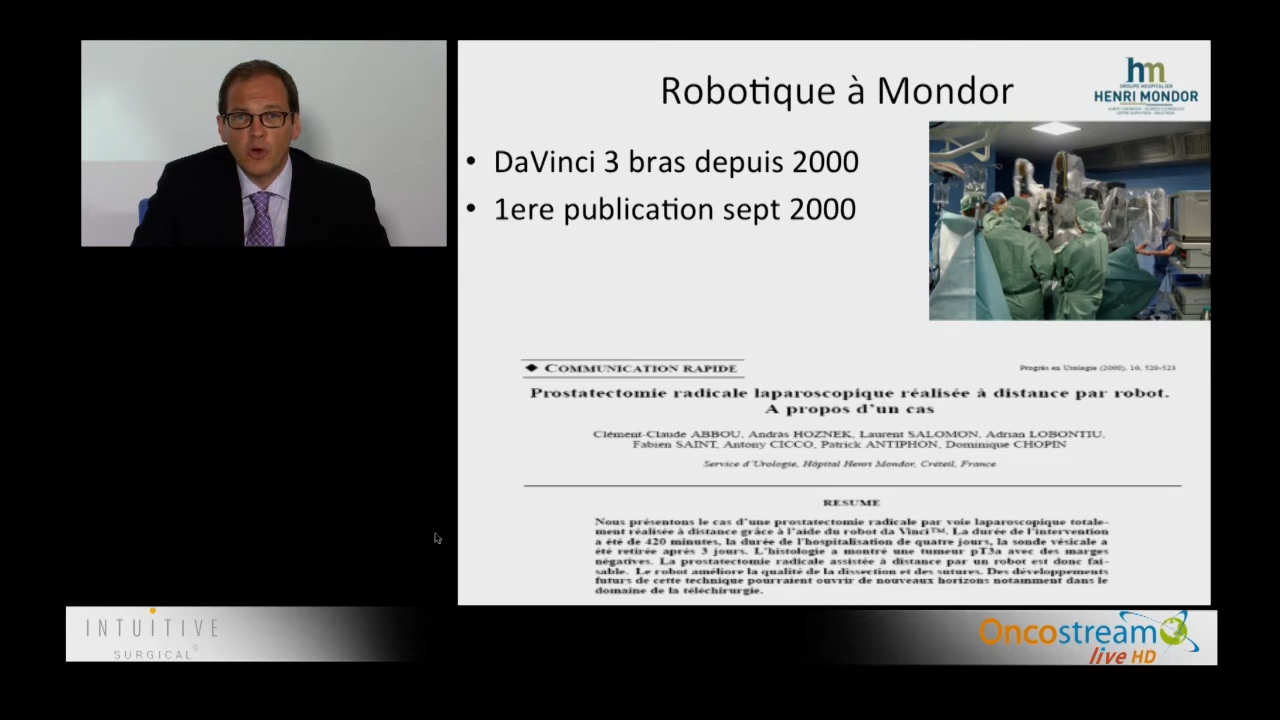 Robotique à Mondor
hm
GROUPE HOSPITALIER
HENRI MONDOR
• DaVinci 3 bras depuis 2000
• 1ere publication sept 2000
◆ COMMUNICATION RAPIDE
Progrès en Urologie (2000), 10, 520-523
Prostatectomie radicale laparoscopique réalisée à distance par robot.
A propos d'un cas
Clément-Claude ABBOU, András HOZNEK, Laurent SALOMON, Adrian LOBONTIU,
Fabien SAINT, Antony CICCO, Patrick ANTIPHON, Dominique CHOPIN
Service d'Urologie, Hôpital Henri Mondor, Créteil, France
RESUME
Nous présentons le cas d'une prostatectomie radicale par voie laparoscopique totale-
ment réalisée à distance grâce à l'aide du robot da Vinci™. La durée de l'intervention
a été de 420 minutes, la durée de l'hospitalisation de quatre jours, la sonde vésicale a
été retirée après 3 jours. L'histologie a montré une tumeur pT3a avec des marges
négatives. La prostatectomie radicale assistée à distance par un robot est donc fai-
sable. Le robot améliore la qualité de la dissection et des sutures. Des développements
futurs de cette technique pourraient ouvrir de nouveaux horizons notamment dans le
domaine de la téléchirurgie.
INTUITIVE
SURGICAL®
Oncostream
live HD